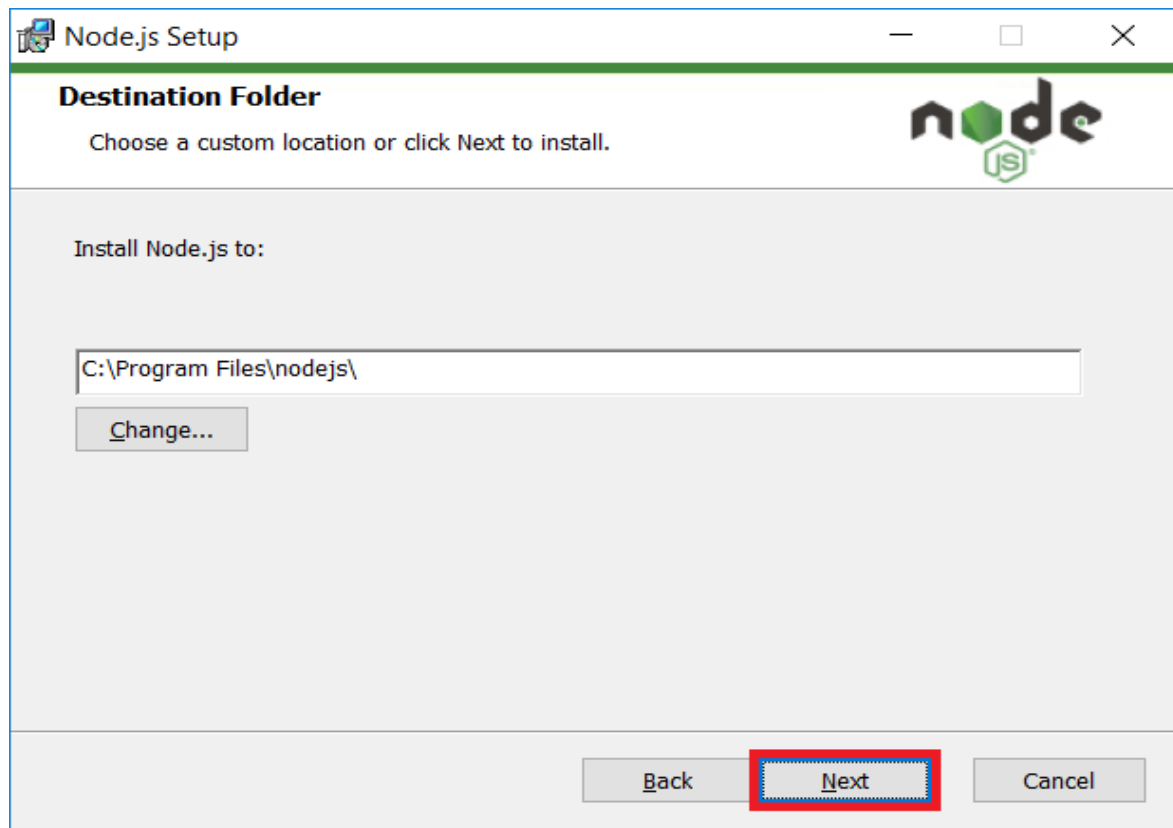 Node.js Setup
Destination Folder
Choose a custom location or click Next to install.
node
JS
Install Node.js to:
C:\Program Files\nodejs\
Change...
Back Next Cancel